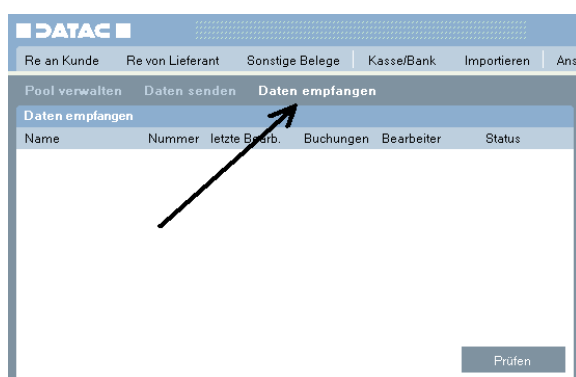 DATAC
Re an Kunde Re von Lieferant Sonstige Belege Kasse/Bank Importieren Ans
Pool verwalten Daten senden Daten empfangen
Daten empfangen
Name Nummer letzte Bearb. Buchungen Bearbeiter Status
Prüfen